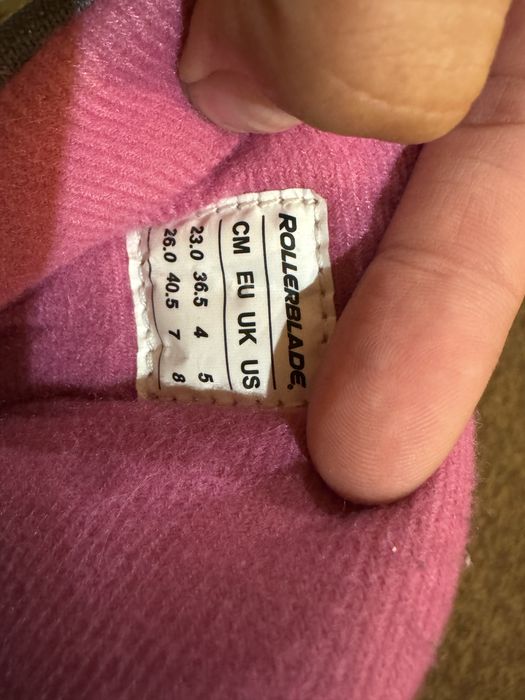 ROLLERBLADE®
CM EU UK US
23.0 36.5 4 5
26.0 40.5 7 8